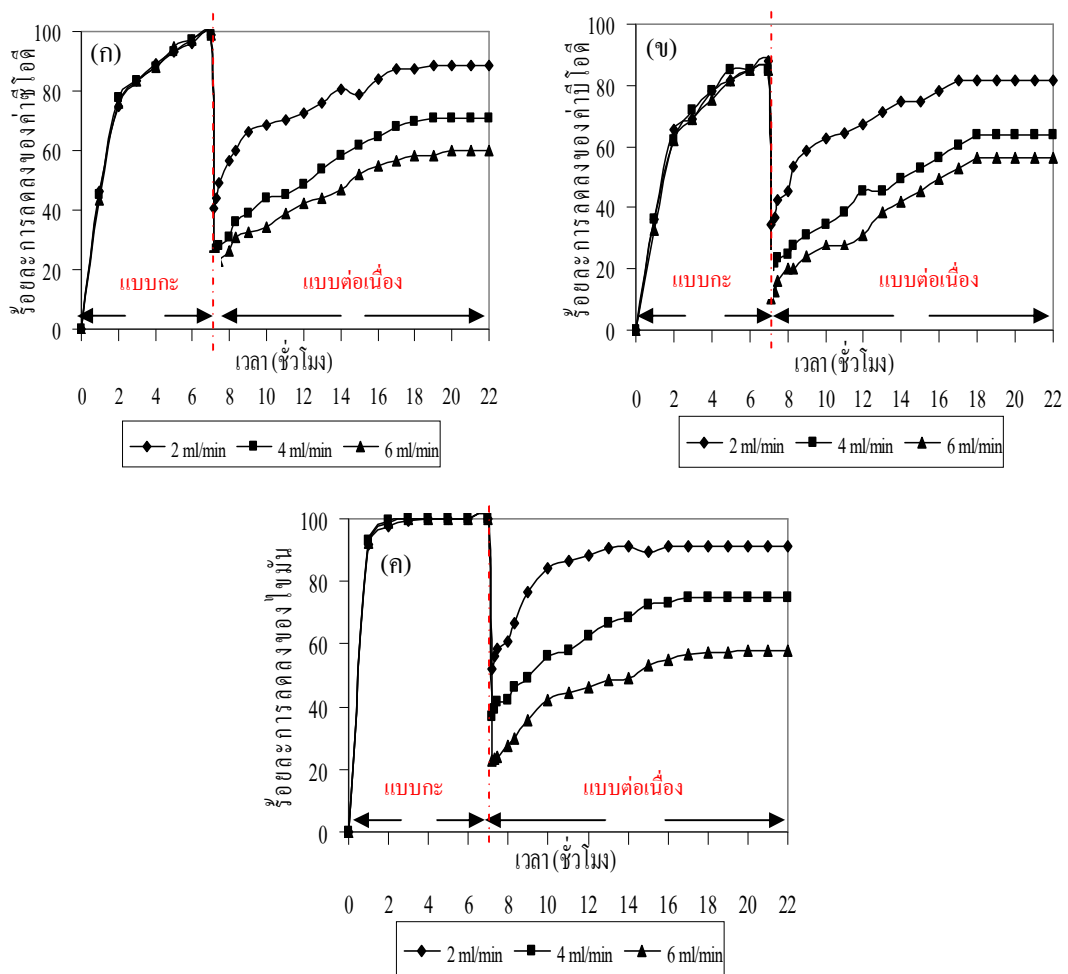 (ก)
ร้อยละการลดลงของค่าซีโอดี
100
80
60
40
20
0
แบบกะ
แบบต่อเนื่อง
เวลา (ชั่วโมง)
0 2 4 6 8 10 12 14 16 18 20 22
2 ml/min 4 ml/min 6 ml/min
(ข)
ร้อยละการลดลงของค่าบีโอดี
100
80
60
40
20
0
แบบกะ
แบบต่อเนื่อง
เวลา (ชั่วโมง)
0 2 4 6 8 10 12 14 16 18 20 22
2 ml/min 4 ml/min 6 ml/min
(ค)
ร้อยละการลดลงของไขมัน
100
80
60
40
20
0
แบบกะ
แบบต่อเนื่อง
เวลา (ชั่วโมง)
0 2 4 6 8 10 12 14 16 18 20 22
2 ml/min 4 ml/min 6 ml/min